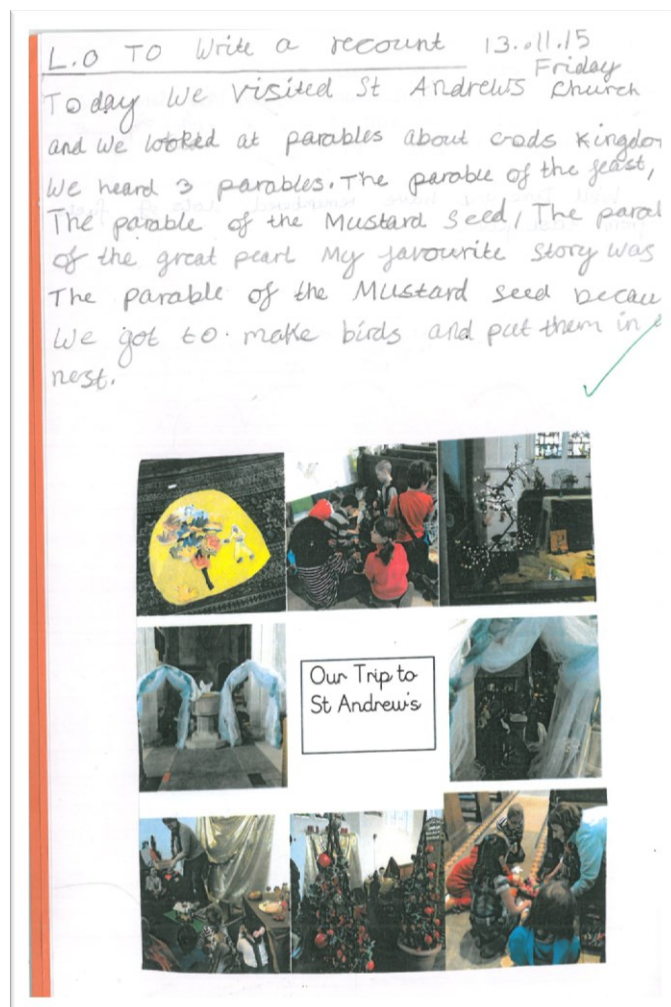 L.O TO Write a recount 13.11.15
Friday
Today We visited St Andrews Church
and we looked at parables about Gods Kingdom
We heard 3 parables. The parable of the feast,
The parable of the Mustard Seed, The parab
of the great pearl My favourite story was
The parable of the Mustard seed becau
We got to make birds and put them in
nest.
Our Trip to
St Andrew's